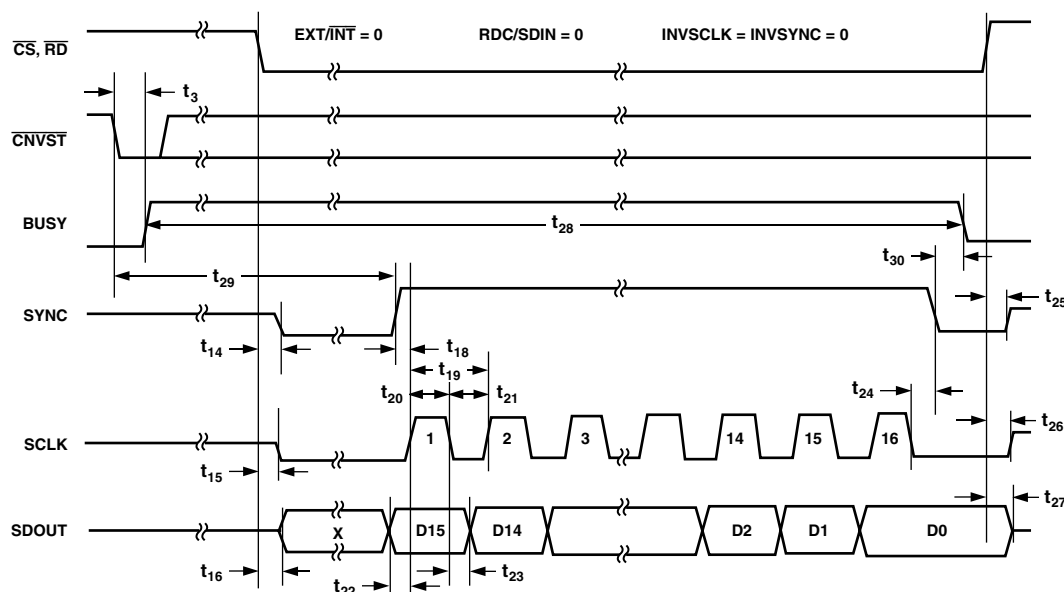 EXT/INT = 0 RDC/SDIN = 0 INVSCLK = INVSYNC = 0
CS, RD
t3
CNVST
BUSY
t28
t30
t29
t25
SYNC
t14
t18
t19
t20
t21
t24
t26
SCLK
1 2 3 14 15 16
t15
t27
SDOUT
X D15 D14 D2 D1 D0
t16
t22
t23